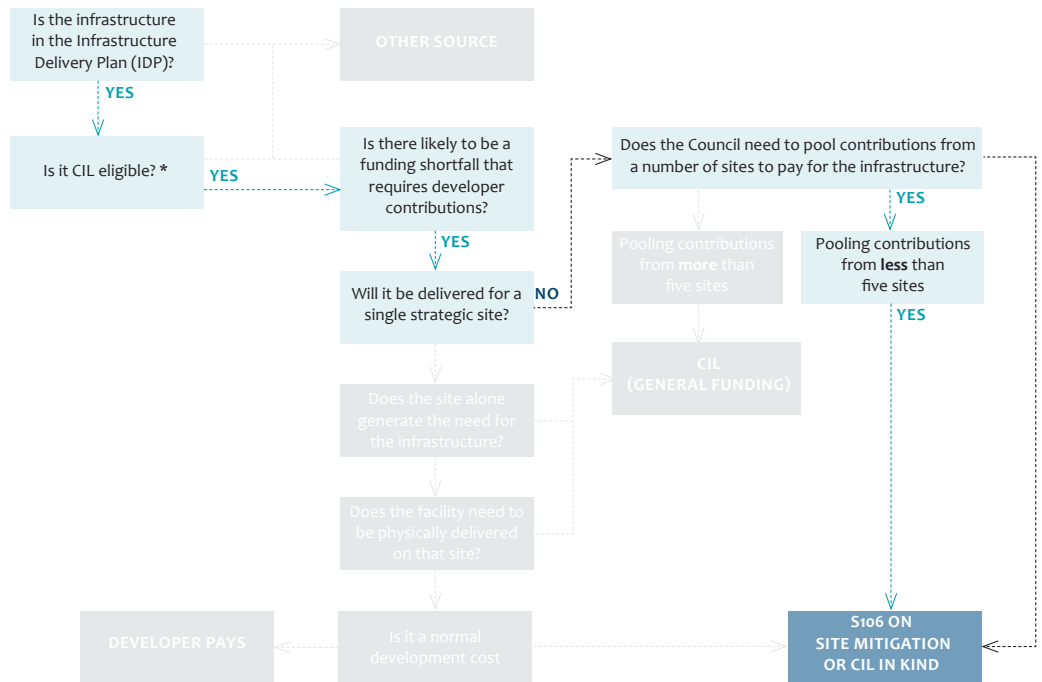 Is the infrastructure
in the Infrastructure
Delivery Plan (IDP)?
OTHER SOURCE
YES
Is it CIL eligible? *
YES
Is there likely to be a
funding shortfall that
requires developer
contributions?
Does the Council need to pool contributions from
a number of sites to pay for the infrastructure?
YES
YES
Pooling contributions
from more than
five sites
Pooling contributions
from less than
five sites
Will it be delivered for a
single strategic site?
NO
YES
CIL
(GENERAL FUNDING)
Does the site alone
generate the need for
the infrastructure?
Does the facility need to
be physically delivered
on that site?
DEVELOPER PAYS
Is it a normal
development cost
S106 ON
SITE MITIGATION
OR CIL IN KIND